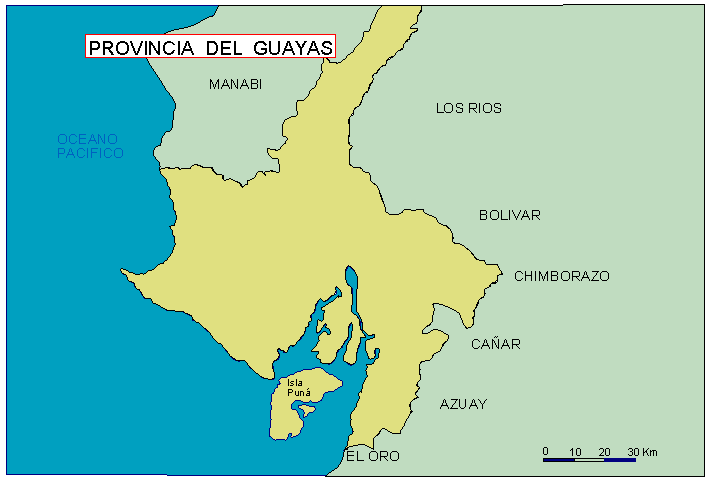 PROVINCIA DEL GUAYAS
MANABI
LOS RIOS
OCEANO
PACIFICO
BOLIVAR
CHIMBORAZO
CAÑAR
Isla
Puná
AZUAY
EL ORO
0 10 20 30 Km